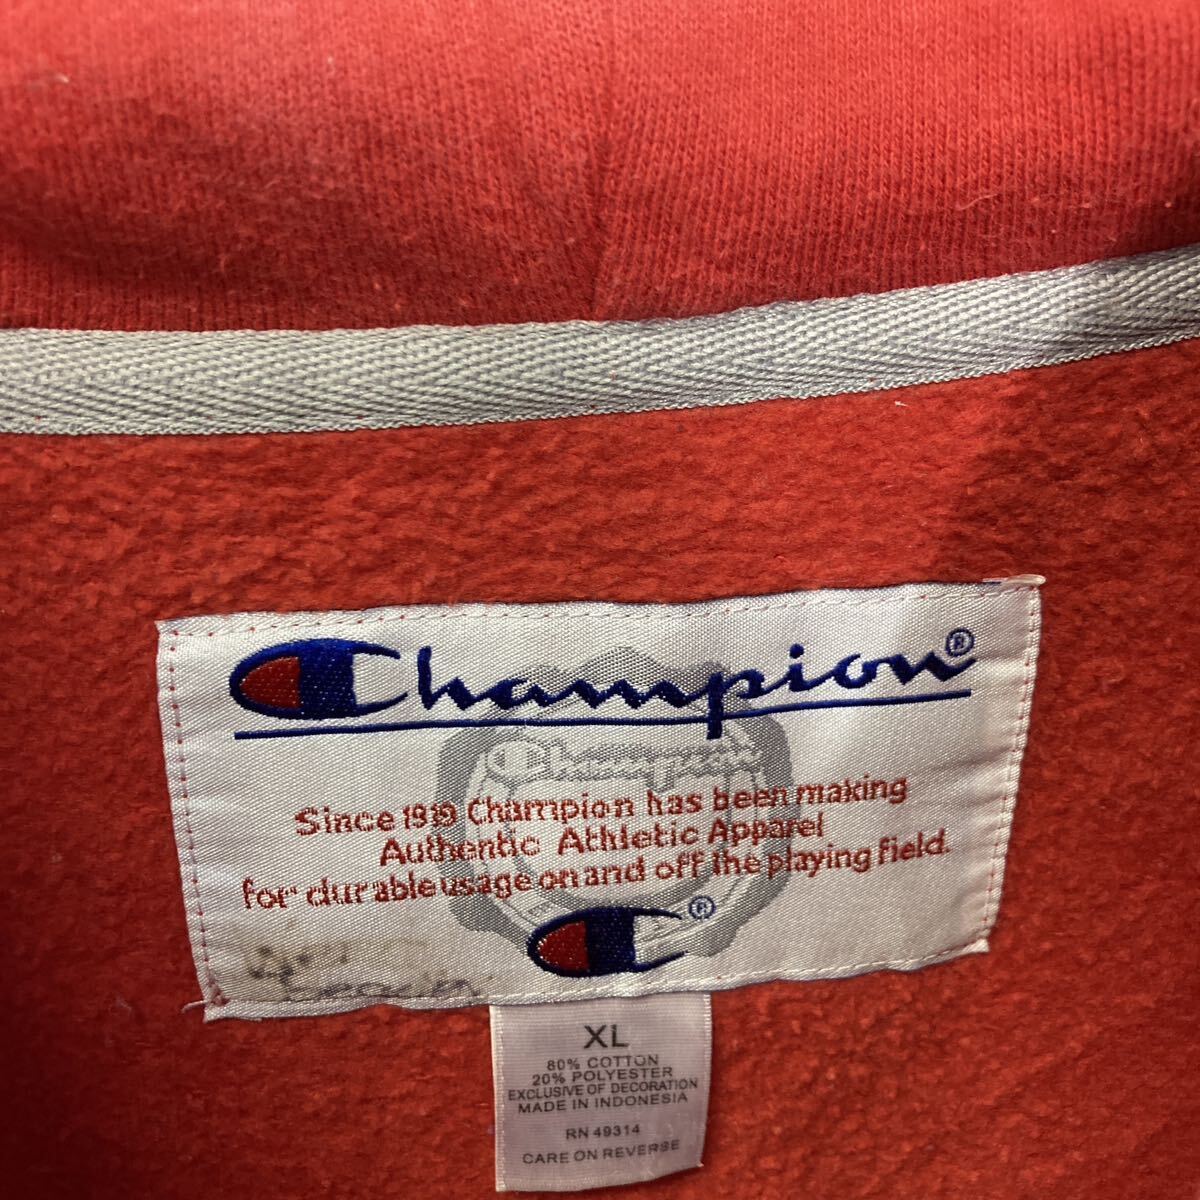 Champion®
Champion
Since 1919 Champion has been making
Authentic Athletic Apparel
for durable usage on and off the playing field.
®
XL
80% COTTON
20% POLYESTER
EXCLUSIVE OF DECORATION
MADE IN INDONESIA
RN 49314
CARE ON REVERSE